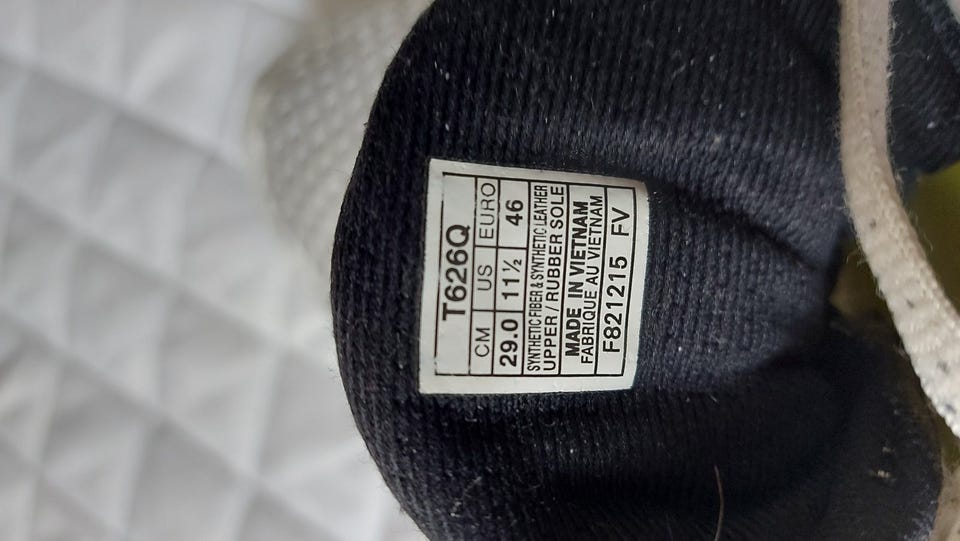 T626Q
CM US EURO
29.0 11½ 46
SYNTHETIC FIBER & SYNTHETIC LEATHER
UPPER / RUBBER SOLE
MADE IN VIETNAM
FABRIQUE AU VIETNAM
F821215 FV